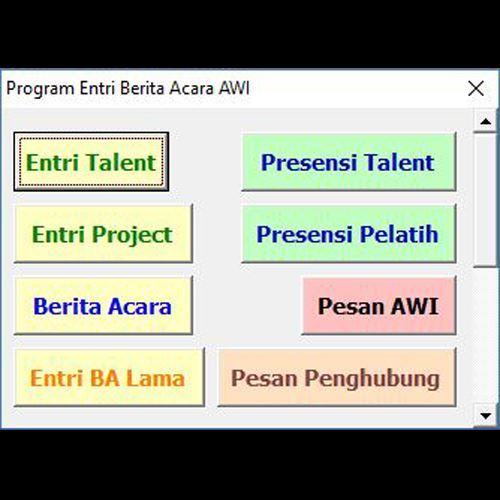 Program Entri Berita Acara AWI
Entri Talent
Presensi Talent
Entri Project
Presensi Pelatih
Berita Acara
Pesan AWI
Entri BA Lama
Pesan Penghubung